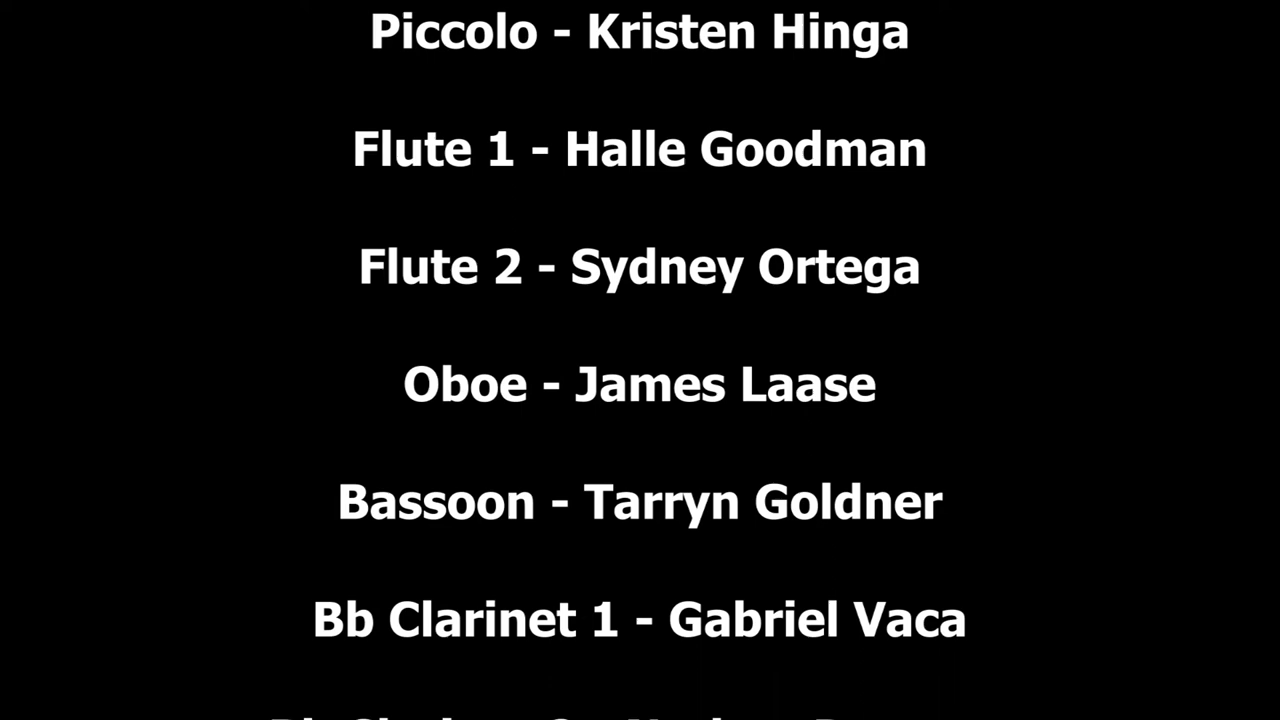 Piccolo - Kristen Hinga
Flute 1 - Halle Goodman
Flute 2 - Sydney Ortega
Oboe - James Laase
Bassoon - Tarryn Goldner
Bb Clarinet 1 - Gabriel Vaca